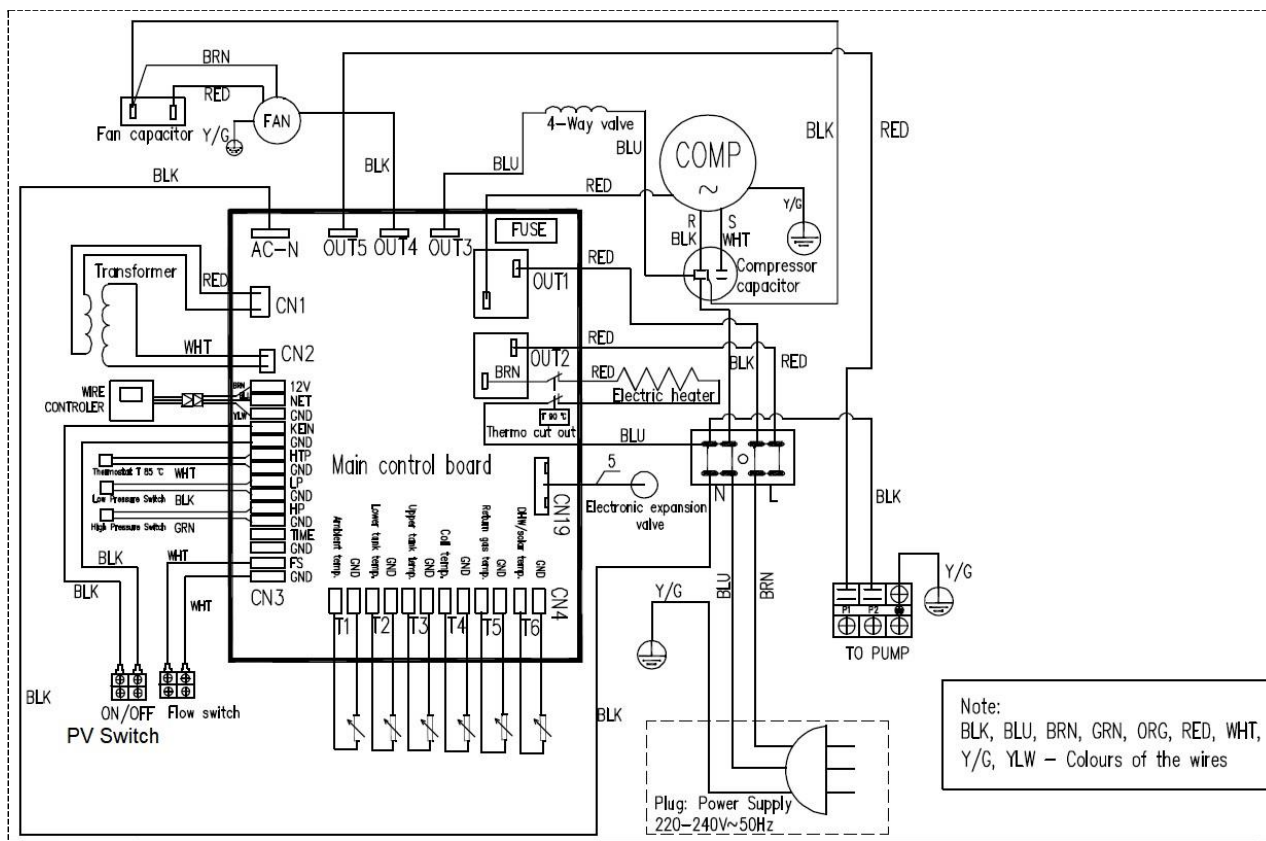 BRN
RED
Fan capacitor
Y/G
FAN
BLK
BLK
BLU
4-Way valve
BLU
COMP
~
BLK
RED
RED
R
S
BLK
WHT
Y/G
Compressor
capacitor
AC-N
OUT5
OUT4
OUT3
FUSE
OUT1
RED
Transformer
RED
CN1
WHT
CN2
OUT2
RED
BLK
RED
BRN
RED
Electric heater
T 90 ℃
Thermo cut out
BLU
WIRE
CONTROLER
BRN
BLU
YLW
12V
NET
GND
KEIN
GND
HTP
GND
LP
GND
HP
GND
TIME
GND
FS
GND
CN3
Thermostat T 85 ℃
WHT
Low Pressure Switch
BLK
High Pressure Switch
GRN
Main control board
CN19
5
Electronic expansion
valve
N
L
BLK
Ambient temp.
GND
Lower tank temp.
GND
Upper tank temp.
GND
Coil temp.
GND
Return gas temp.
GND
DHW/solar temp.
GND
CN4
T1
T2
T3
T4
T5
T6
BLK
BLK
WHT
WHT
ON/OFF
PV Switch
Flow switch
BLK
BLK
Y/G
BLU
BRN
P1
P2
Y/G
TO PUMP
Plug: Power Supply
220-240V~50Hz
Note:
BLK, BLU, BRN, GRN, ORG, RED, WHT,
Y/G, YLW – Colours of the wires